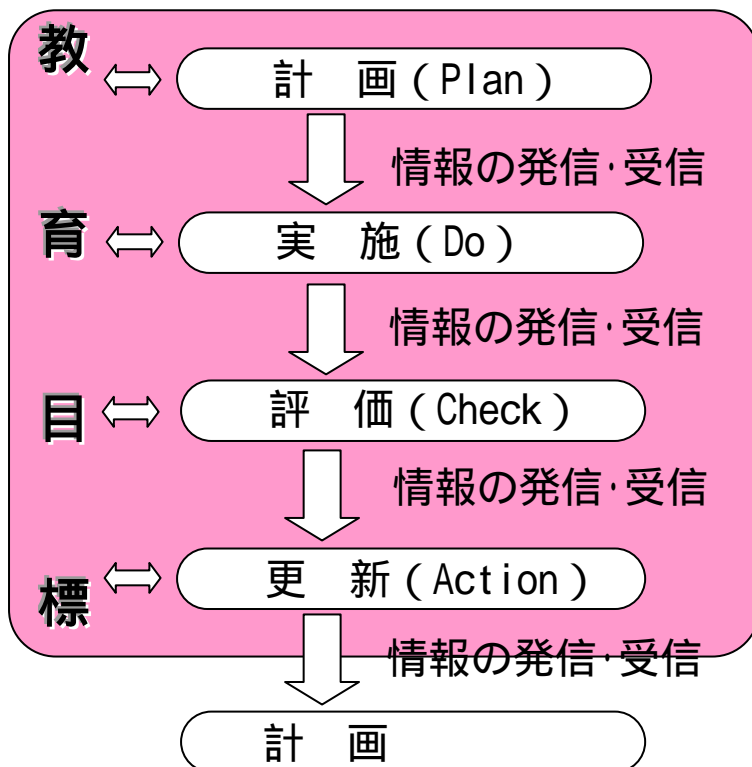 教育目標
計　画（Plan）
情報の発信・受信
実　施（Do）
情報の発信・受信
評　価（Check）
情報の発信・受信
更　新（Action）
情報の発信・受信
計　画